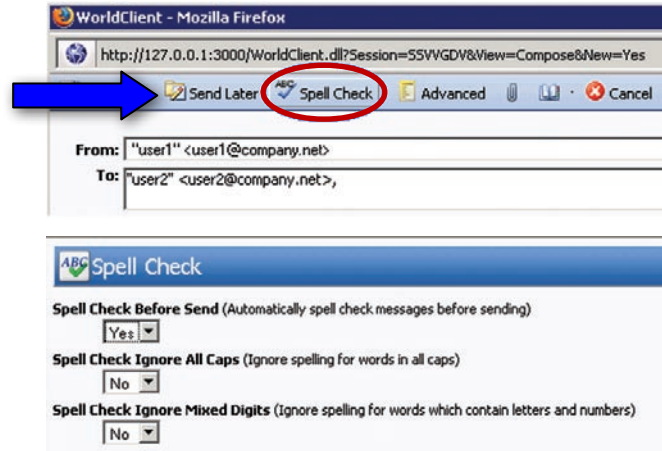 WorldClient - Mozilla Firefox
http://127.0.0.1:3000/WorldClient.dll?Session=SSVVGDV&View=Compose&New=Yes
Send Later ABC Spell Check Advanced Cancel
From: "user1" <user1@company.net>
To: "user2" <user2@company.net>,
ABC Spell Check
Spell Check Before Send (Automatically spell check messages before sending)
Yes
Spell Check Ignore All Caps (Ignore spelling for words in all caps)
No
Spell Check Ignore Mixed Digits (Ignore spelling for words which contain letters and numbers)
No